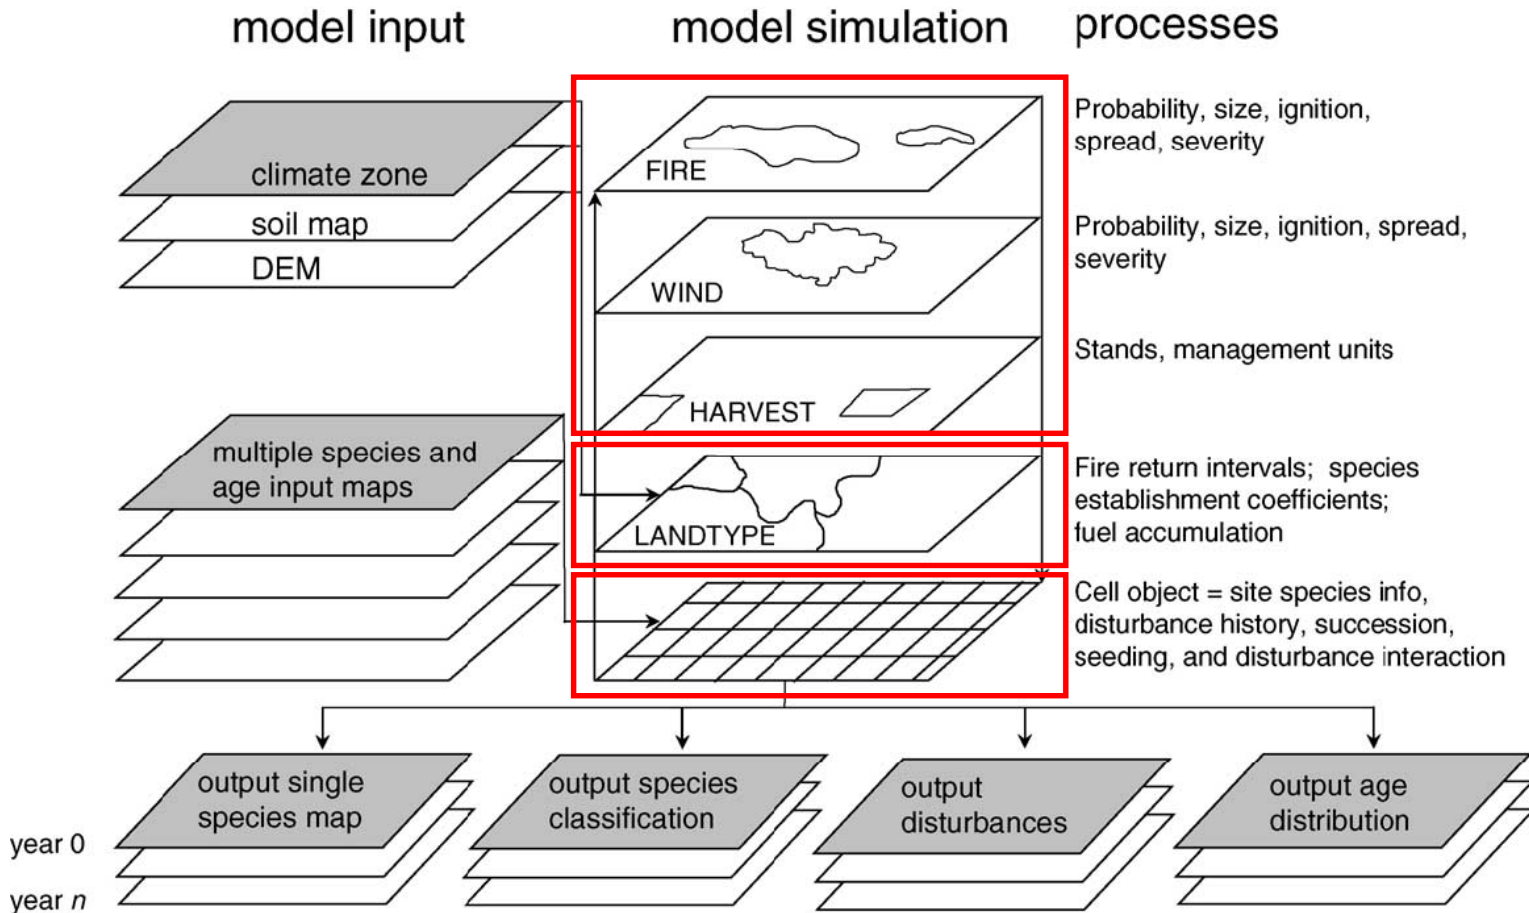 model input
model simulation
processes
climate zone
soil map
DEM
FIRE
Probability, size, ignition,
spread, severity
WIND
Probability, size, ignition, spread,
severity
HARVEST
Stands, management units
multiple species and
age input maps
LANDTYPE
Fire return intervals; species
establishment coefficients;
fuel accumulation
Cell object = site species info,
disturbance history, succession,
seeding, and disturbance interaction
output single
species map
output species
classification
output
disturbances
output age
distribution
year 0
year n